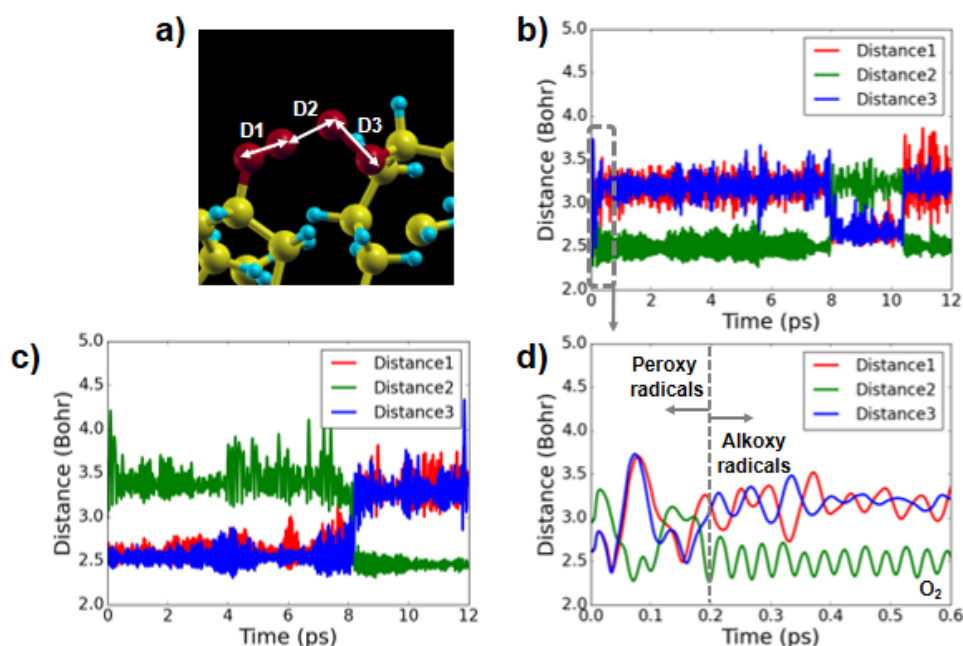 a)
D1
D2
D3
b)
5.0
4.5
4.0
3.5
3.0
2.5
2.0
Distance (Bohr)
Distance1
Distance2
Distance3
0
2
4
6
8
10
12
Time (ps)
c)
5.0
4.5
4.0
3.5
3.0
2.5
2.0
Distance (Bohr)
Distance1
Distance2
Distance3
0
2
4
6
8
10
12
Time (ps)
d)
5.0
4.5
4.0
3.5
3.0
2.5
2.0
Distance (Bohr)
Peroxy
radicals
Alkoxy
radicals
Distance1
Distance2
Distance3
O₂
0.0
0.1
0.2
0.3
0.4
0.5
0.6
Time (ps)